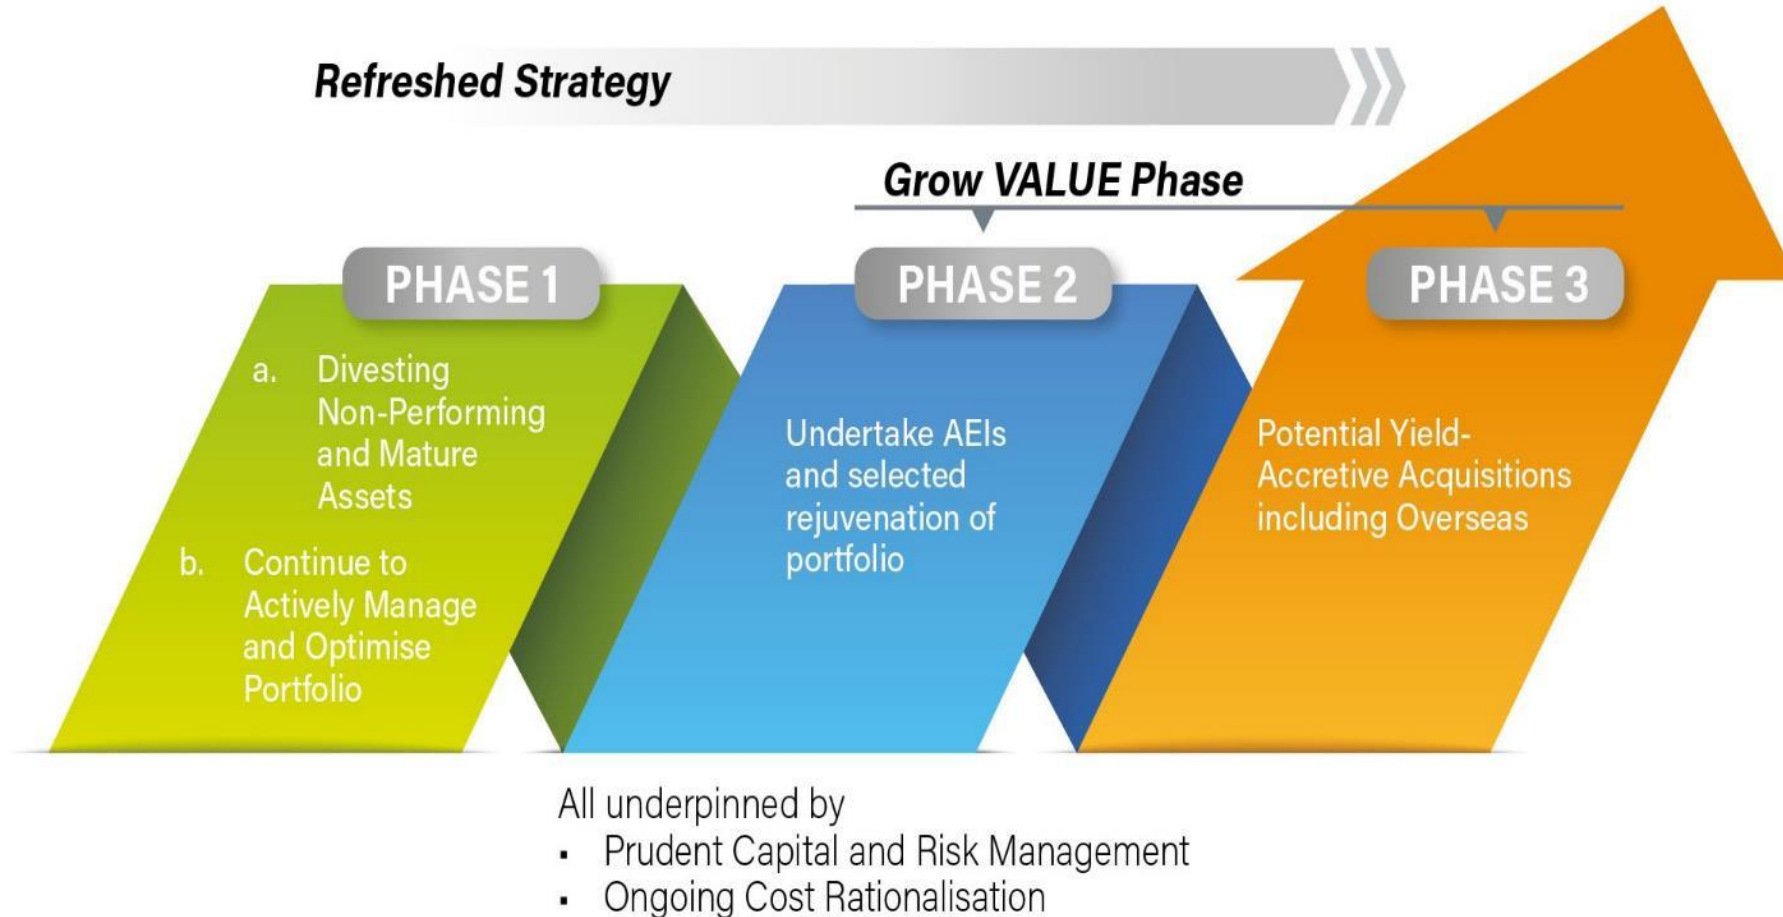 Refreshed Strategy
Grow VALUE Phase
PHASE 1
a. Divesting
Non-Performing
and Mature
Assets
b. Continue to
Actively Manage
and Optimise
Portfolio
PHASE 2
Undertake AEIs
and selected
rejuvenation of
portfolio
PHASE 3
Potential Yield-
Accretive Acquisitions
including Overseas
All underpinned by
▪ Prudent Capital and Risk Management
▪ Ongoing Cost Rationalisation